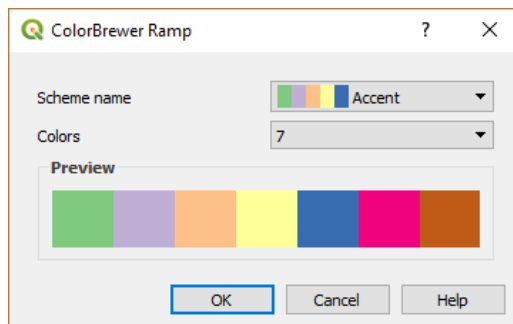 ColorBrewer Ramp
?
Scheme name
Accent
Colors
7
Preview
OK
Cancel
Help